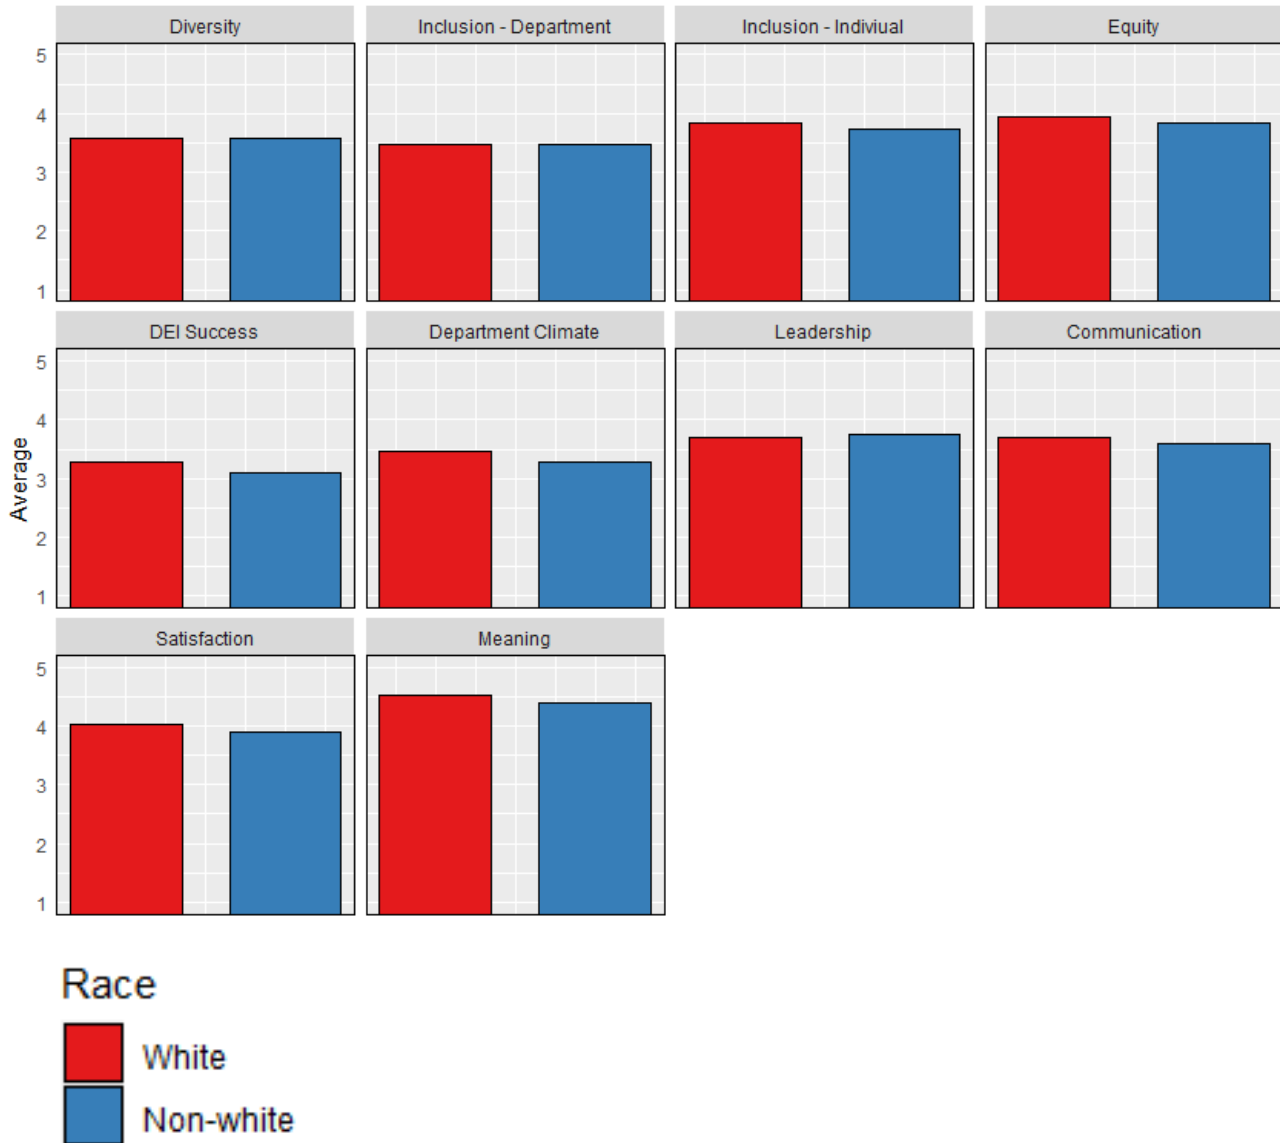 Diversity
Inclusion - Department
Inclusion - Indiviual
Equity
5
4
3
2
1
DEI Success
Department Climate
Leadership
Communication
Average
5
4
3
2
1
Satisfaction
Meaning
5
4
3
2
1
Race
White
Non-white